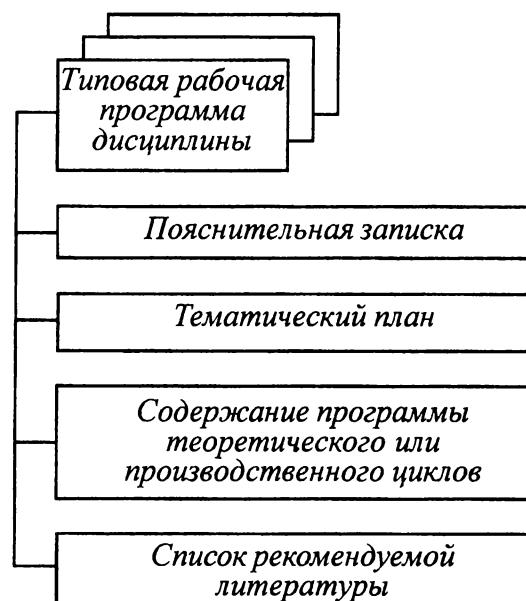 Типовая рабочая
программа
дисциплины
Пояснительная записка
Тематический план
Содержание программы
теоретического или
производственного циклов
Список рекомендуемой
литературы